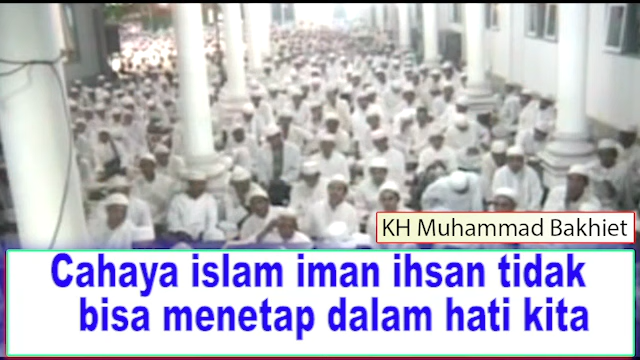 KH Muhammad Bakhiet
Cahaya islam iman ihsan tidak
bisa menetap dalam hati kita